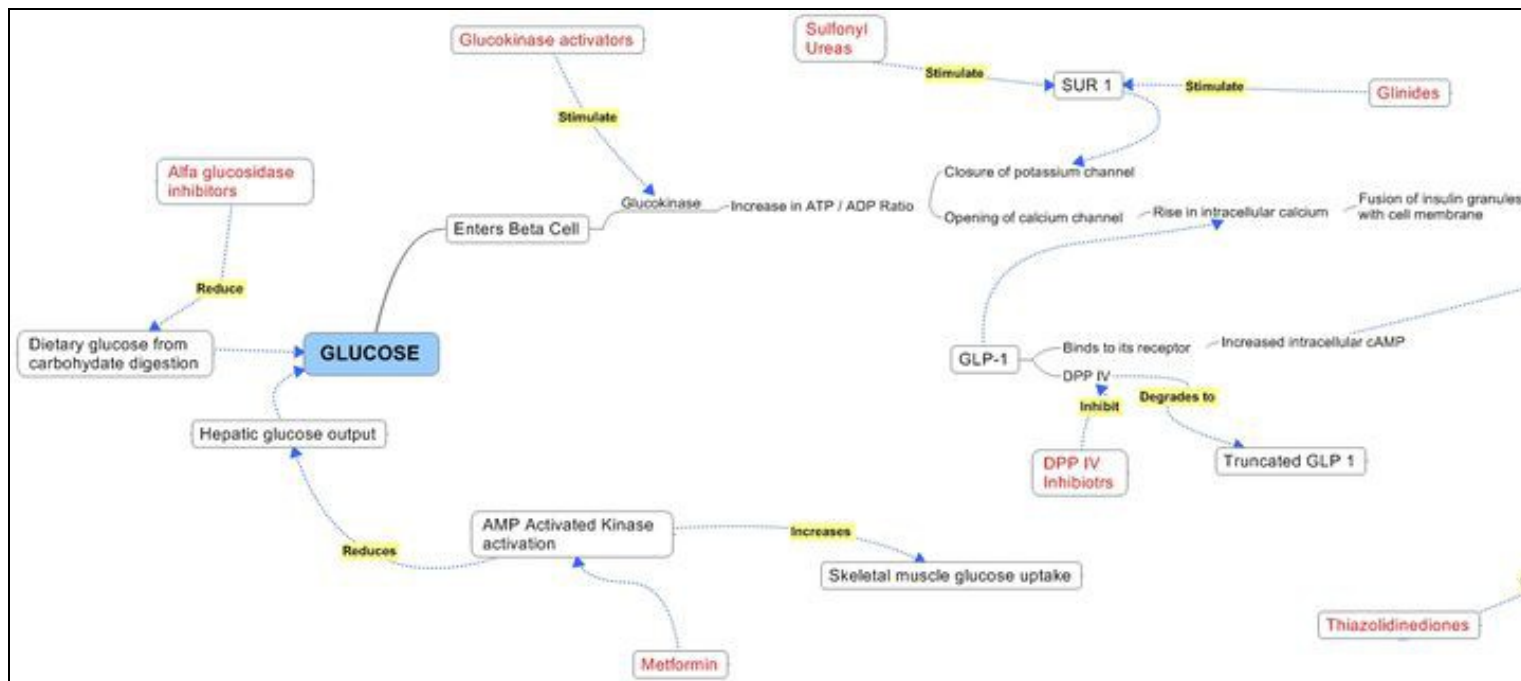 Glucokinase activators
Sulfonyl
Ureas
Stimulate
SUR 1
Stimulate
Glinides
Stimulate
Alfa glucosidase
inhibitors
Closure of potassium channel
Glucokinase
Increase in ATP / ADP Ratio
Opening of calcium channel
Rise in intracellular calcium
Fusion of insulin granules
with cell membrane
Enters Beta Cell
Reduce
Dietary glucose from
carbohydate digestion
GLUCOSE
GLP-1
Binds to its receptor
Increased intracellular cAMP
DPP IV
Inhibit
Degrades to
Hepatic glucose output
DPP IV
Inhibiotrs
Truncated GLP 1
AMP Activated Kinase
activation
Reduces
Increases
Skeletal muscle glucose uptake
Thiazolidinediones
Metformin